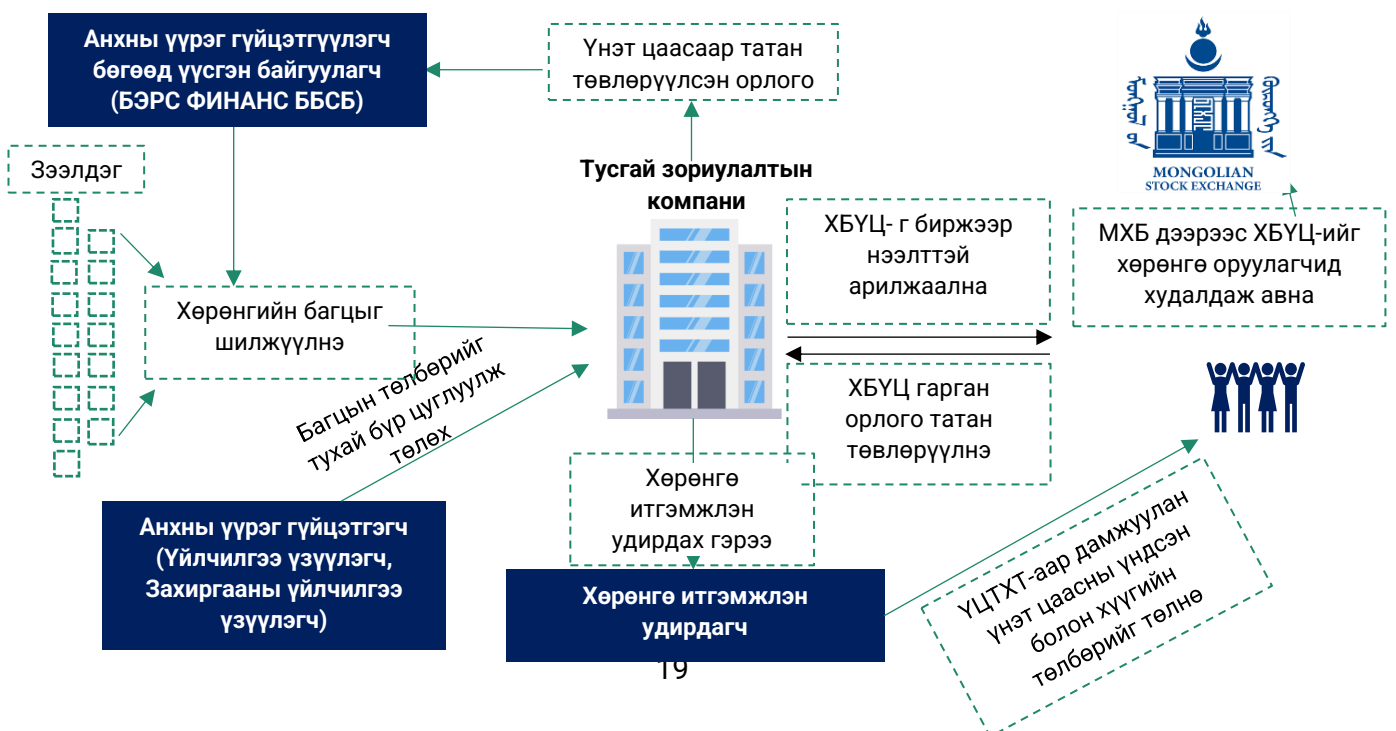 Анхны үүрэг гүйцэтгүүлэгч
бөгөөд үүсгэн байгуулагч
(БЭРС ФИНАНС ББСБ)
Үнэт цаасаар татан
төвлөрүүлсэн орлого
MONGOLIAN
STOCK EXCHANGE
Зээлдэг
Тусгай зориулалтын
компани
ХБҮЦ- г биржээр
нээлттэй
арилжаална
МХБ дээрээс ХБҮЦ-ийг
хөрөнгө оруулагчид
худалдаж авна
Хөрөнгийн багцыг
шилжүүлнэ
Багцын төлбөрийг
тухай бүр цуглуулж
төлөх
ХБҮЦ гарган
орлого татан
төвлөрүүлнэ
Хөрөнгө
итгэмжлэн
удирдах гэрээ
Анхны үүрэг гүйцэтгэгч
(Үйлчилгээ үзүүлэгч,
Захиргааны үйлчилгээ
үзүүлэгч)
Хөрөнгө итгэмжлэн
удирдагч
ҮЦТХТ-аар дамжуулан
үнэт цаасны үндсэн
болон хүүгийн
төлбөрийг төлнө
19